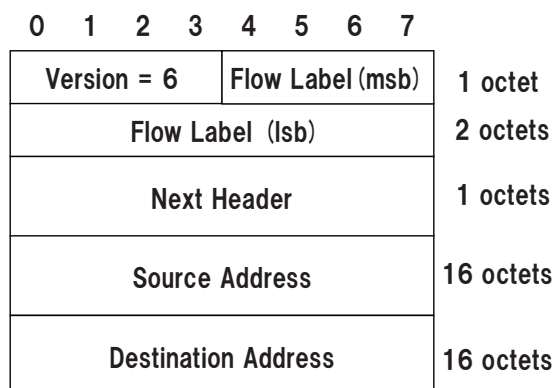 0 1 2 3 4 5 6 7
Version = 6 Flow Label (msb) 1 octet
Flow Label (lsb) 2 octets
Next Header 1 octets
Source Address 16 octets
Destination Address 16 octets